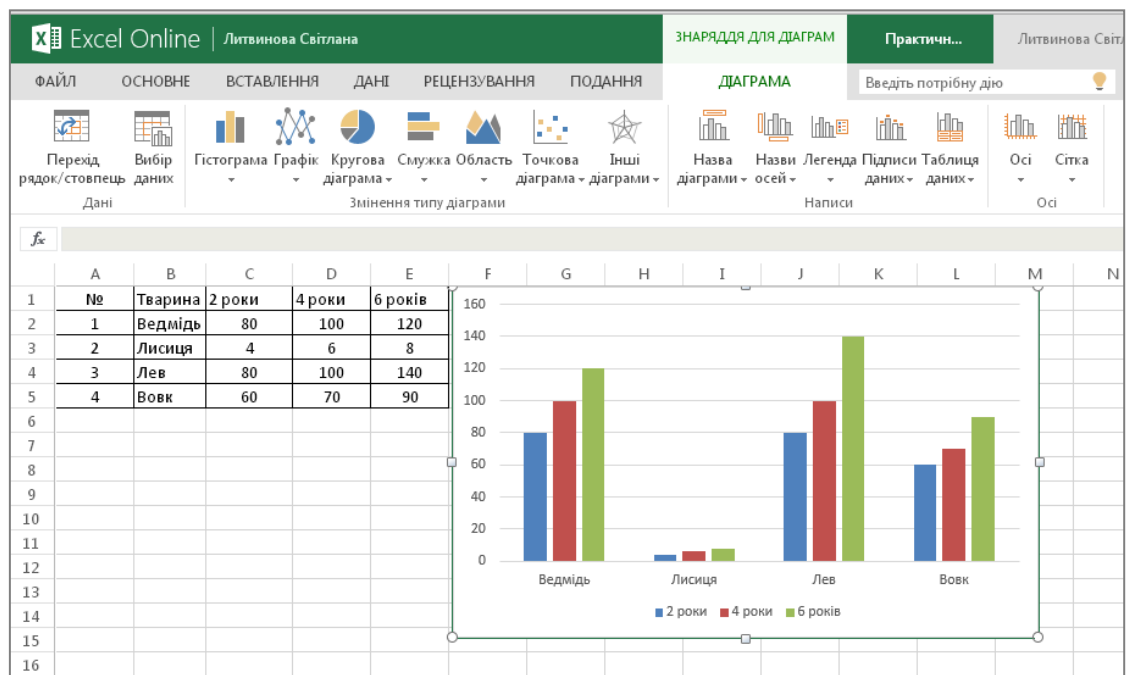 Excel Online | Литвинова Світлана ЗНАРЯДДЯ ДЛЯ ДІАГРАМ Практичн... Литвинова Світ
ФАЙЛ ОСНОВНЕ ВСТАВЛЕННЯ ДАНІ РЕЦЕНЗУВАННЯ ПОДАННЯ ДІАГРАМА Введіть потрібну дію
Перехід Вибір Гістограма Графік Кругова Смужка Область Точкова Інші Назва Назви Легенда Підписи Таблиця Осі Сітка
рядок/стовпець даних діаграма діаграма діаграми діаграми осей даних даних
Дані Змінення типу діаграми Написи Осі
fx
A B C D E F G H I J K L M N
1 № Тварина 2 роки 4 роки 6 років
2 1 Ведмідь 80 100 120
3 2 Лисиця 4 6 8
4 3 Лев 80 100 140
5 4 Вовк 60 70 90
6
7
8
9
10
11
12
13
14
15
16
160
140
120
100
80
60
40
20
0
Ведмідь Лисиця Лев Вовк
2 роки 4 роки 6 років